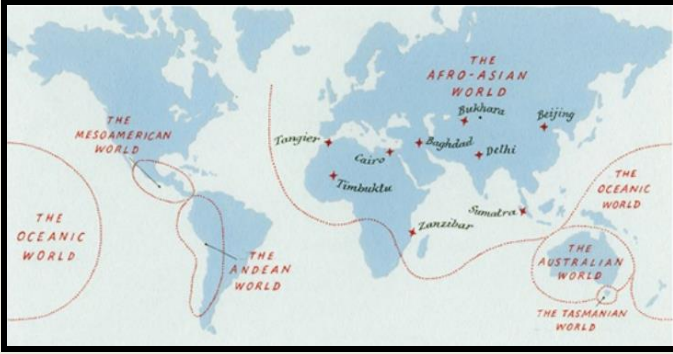 THE
AFRO-ASIAN
WORLD
Bukhara
Beijing
THE
MESOAMERICAN
WORLD
Tangier
Cairo
Baghdad
Delhi
Timbuktu
THE
OCEANIC
WORLD
Sumatra
Zanzibar
THE
OCEANIC
WORLD
THE
ANDEAN
WORLD
THE
AUSTRALIAN
WORLD
THE TASMANIAN
WORLD